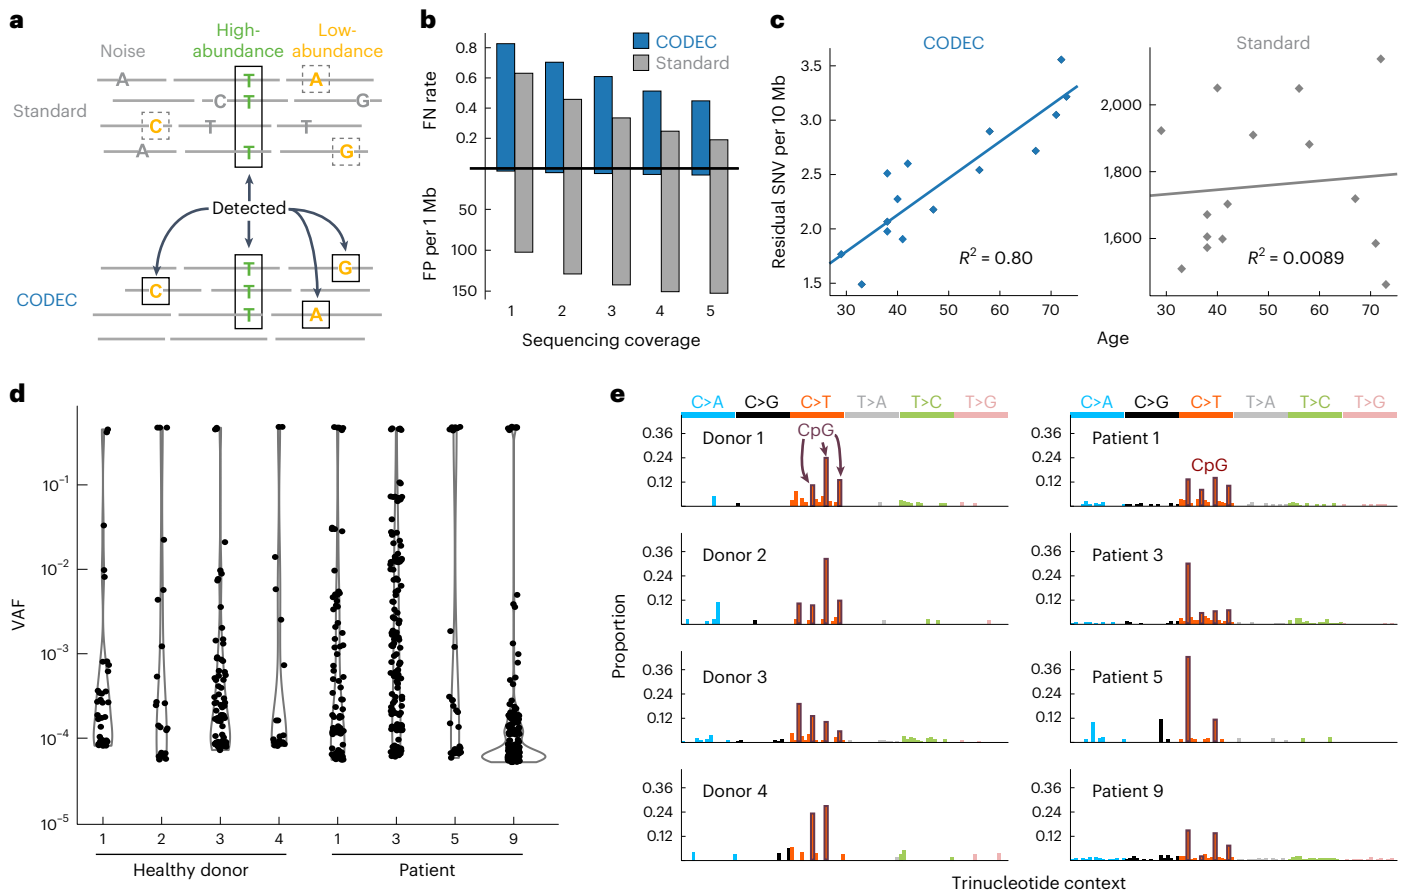 a
Noise
High-
abundance
Low-
abundance
Standard
A
T
A
C
T
G
C
T
T
A
T
G
Detected
CODEC
T
G
C
T
T
A
b
CODEC
Standard
FN rate
0.8
0.6
0.4
0.2
FP per 1 Mb
50
100
150
1 2 3 4 5
Sequencing coverage
c
CODEC
Standard
Residual SNV per 10 Mb
3.5
3.0
2.5
2.0
1.5
R² = 0.80
30 40 50 60 70
2,000
1,800
1,600
R² = 0.0089
30 40 50 60 70
Age
d
VAF
10⁻¹
10⁻²
10⁻³
10⁻⁴
10⁻⁵
1 2 3 4 1 3 5 9
Healthy donor Patient
e
C>A C>G C>T T>A T>C T>G
C>A C>G C>T T>A T>C T>G
Proportion
Donor 1
CpG
0.36
0.24
0.12
Patient 1
CpG
0.36
0.24
0.12
Donor 2
0.36
0.24
0.12
Patient 3
0.36
0.24
0.12
Donor 3
0.36
0.24
0.12
Patient 5
0.36
0.24
0.12
Donor 4
0.36
0.24
0.12
Patient 9
0.36
0.24
0.12
Trinucleotide context